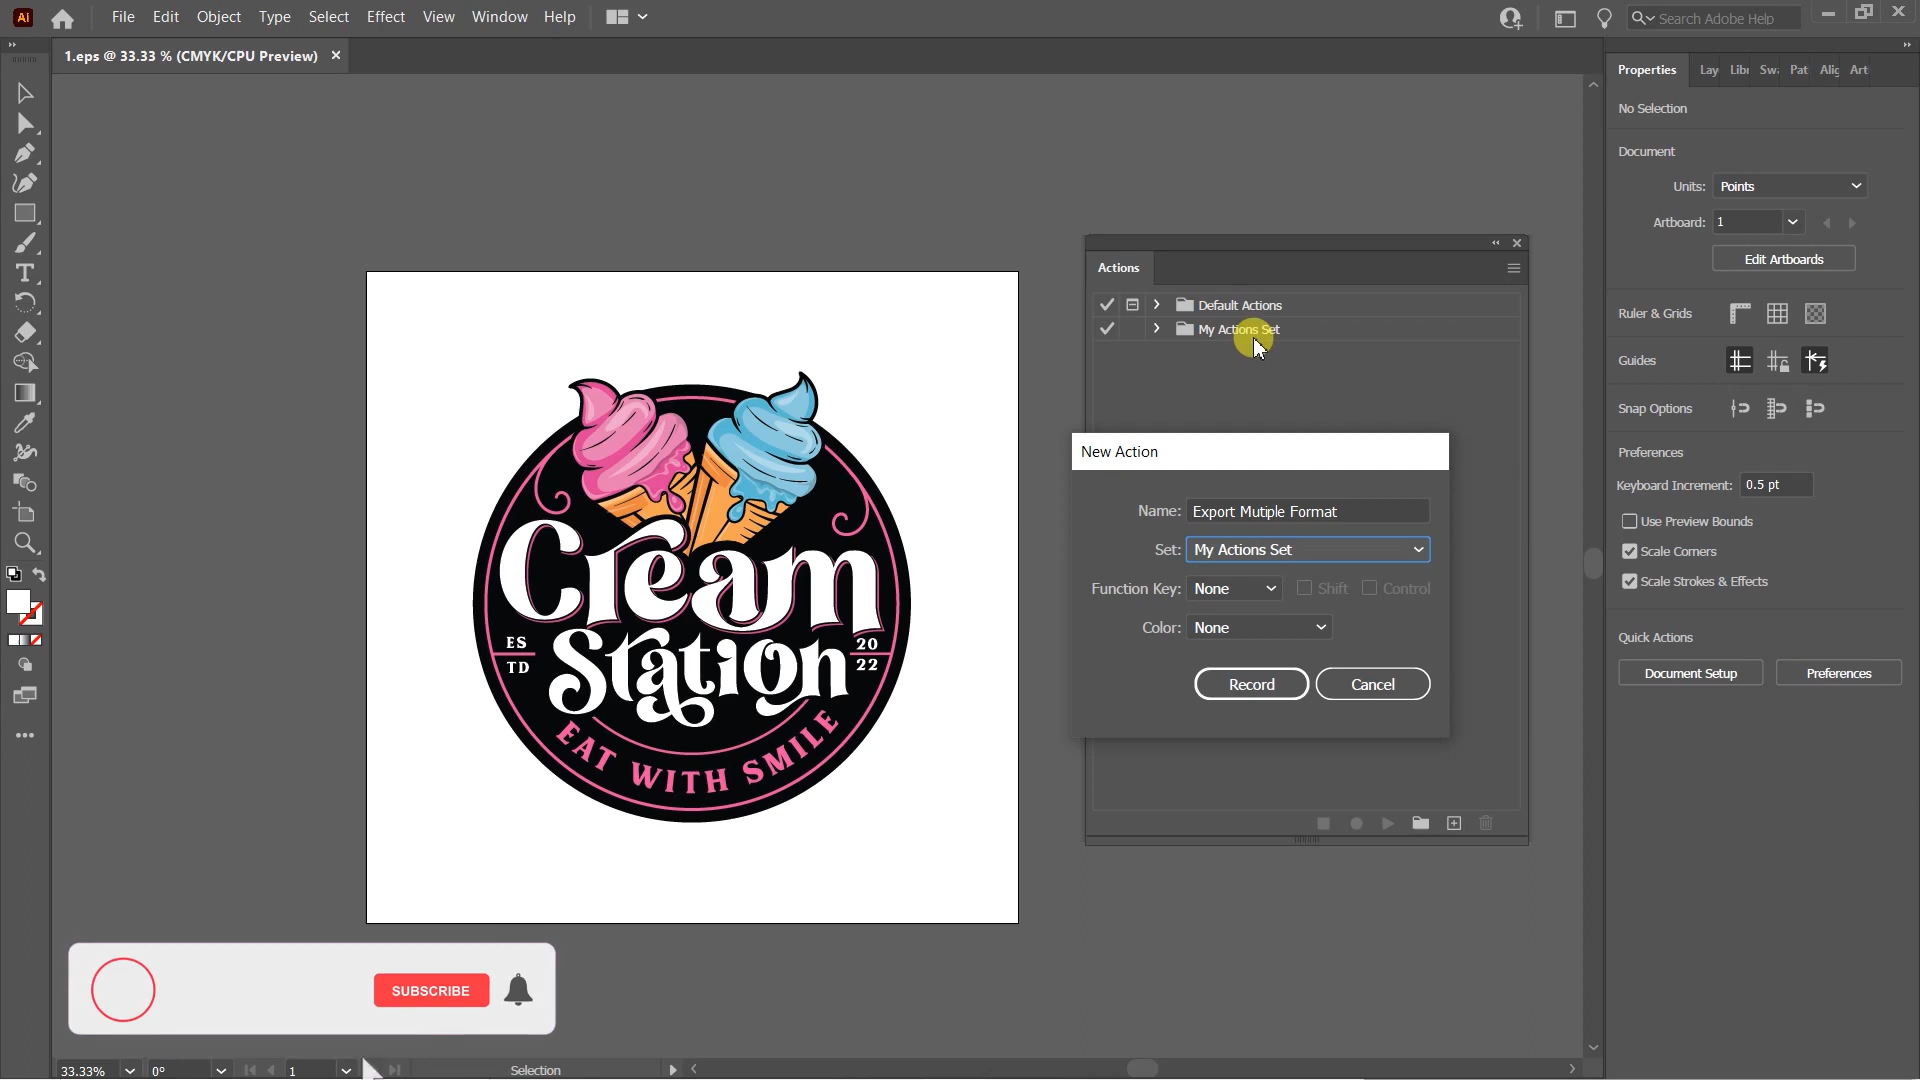 Ai File Edit Object Type Select Effect View Window Help Search Adobe Help
1.eps @ 33.33 % (CMYK/CPU Preview)
Properties Lay Libr Swa Pat Alig Art
No Selection
Document
Units: Points
Artboard: 1
Edit Artboards
Ruler & Grids
Guides
Snap Options
Preferences
Keyboard Increment: 0.5 pt
Use Preview Bounds
Scale Corners
Scale Strokes & Effects
Quick Actions
Document Setup Preferences
Actions
Default Actions
My Actions Set
New Action
Name: Export Mutiple Format
Set: My Actions Set
Function Key: None Shift Control
Color: None
Record Cancel
Cream
Station
ES
TD
20
22
EAT WITH SMILE
SUBSCRIBE
33.33% 0° 1 Selection